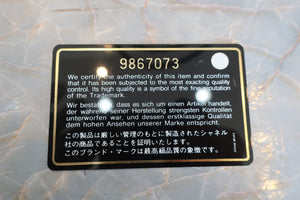 9867073
We certify the authenticity of this item and confirm
that it has been subjected to the most exacting quality
control. Its high quality is a symbol of the fine reputation
of the Trademark.
Wir bestätigen, dass es sich um einen Artikel handelt,
der während seiner Herstellung strengsten Kontrollen
unterworfen war, und dessen erstklassige Qualität
dem hohen Ansehen unserer Marke entspricht.
この製品は厳しい管理のもとに製造されたシャネル
社の商品であることを証明いたします。
このブランド・マークは最高級品質の象徴です。